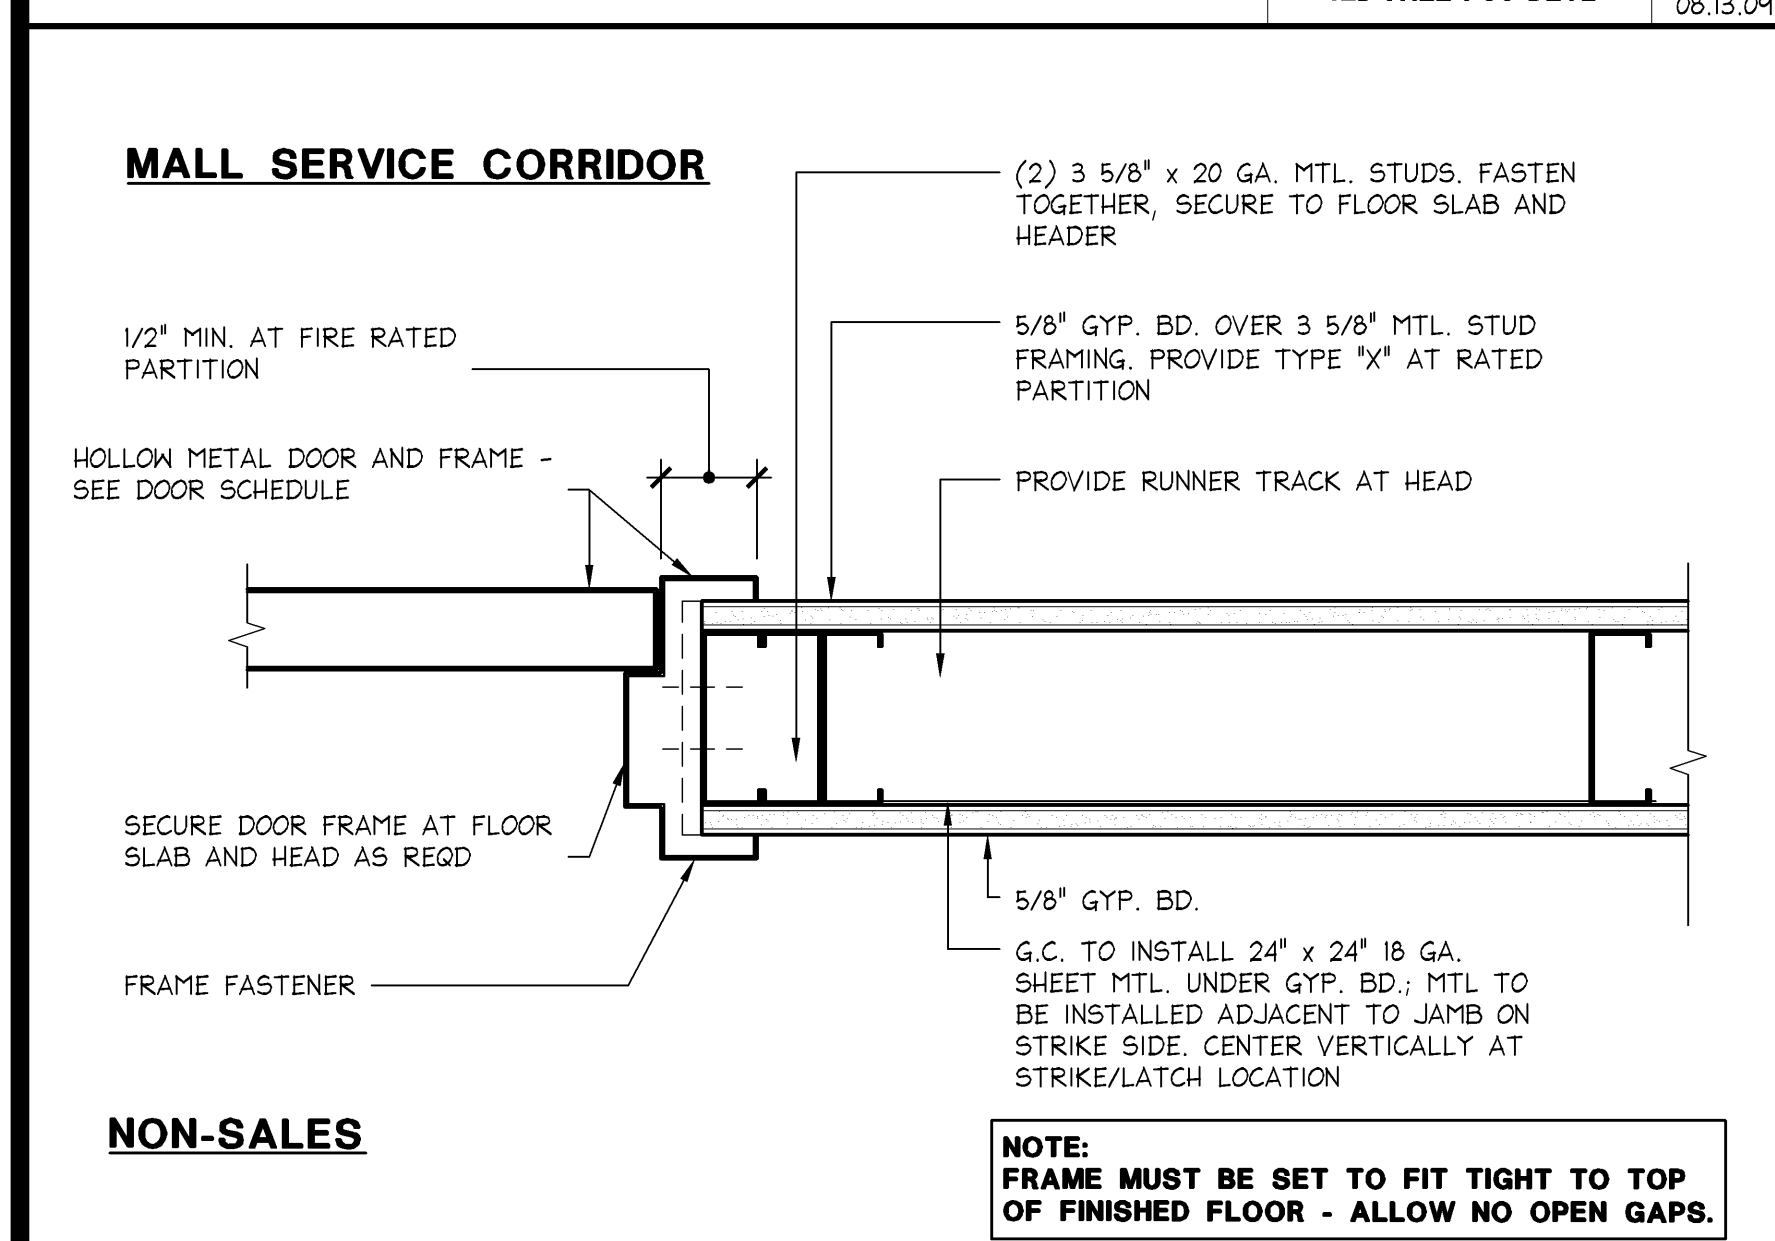 08.13.09
MALL SERVICE CORRIDOR
(2) 3 5/8" x 20 GA. MTL. STUDS. FASTEN
TOGETHER, SECURE TO FLOOR SLAB AND
HEADER
1/2" MIN. AT FIRE RATED
PARTITION
5/8" GYP. BD. OVER 3 5/8" MTL. STUD
FRAMING. PROVIDE TYPE "X" AT RATED
PARTITION
HOLLOW METAL DOOR AND FRAME -
SEE DOOR SCHEDULE
PROVIDE RUNNER TRACK AT HEAD
SECURE DOOR FRAME AT FLOOR
SLAB AND HEAD AS REQD
5/8" GYP. BD.
G.C. TO INSTALL 24" x 24" 18 GA.
SHEET MTL. UNDER GYP. BD.; MTL TO
BE INSTALLED ADJACENT TO JAMB ON
STRIKE SIDE. CENTER VERTICALLY AT
STRIKE/LATCH LOCATION
FRAME FASTENER
NON-SALES
NOTE:
FRAME MUST BE SET TO FIT TIGHT TO TOP
OF FINISHED FLOOR - ALLOW NO OPEN GAPS.